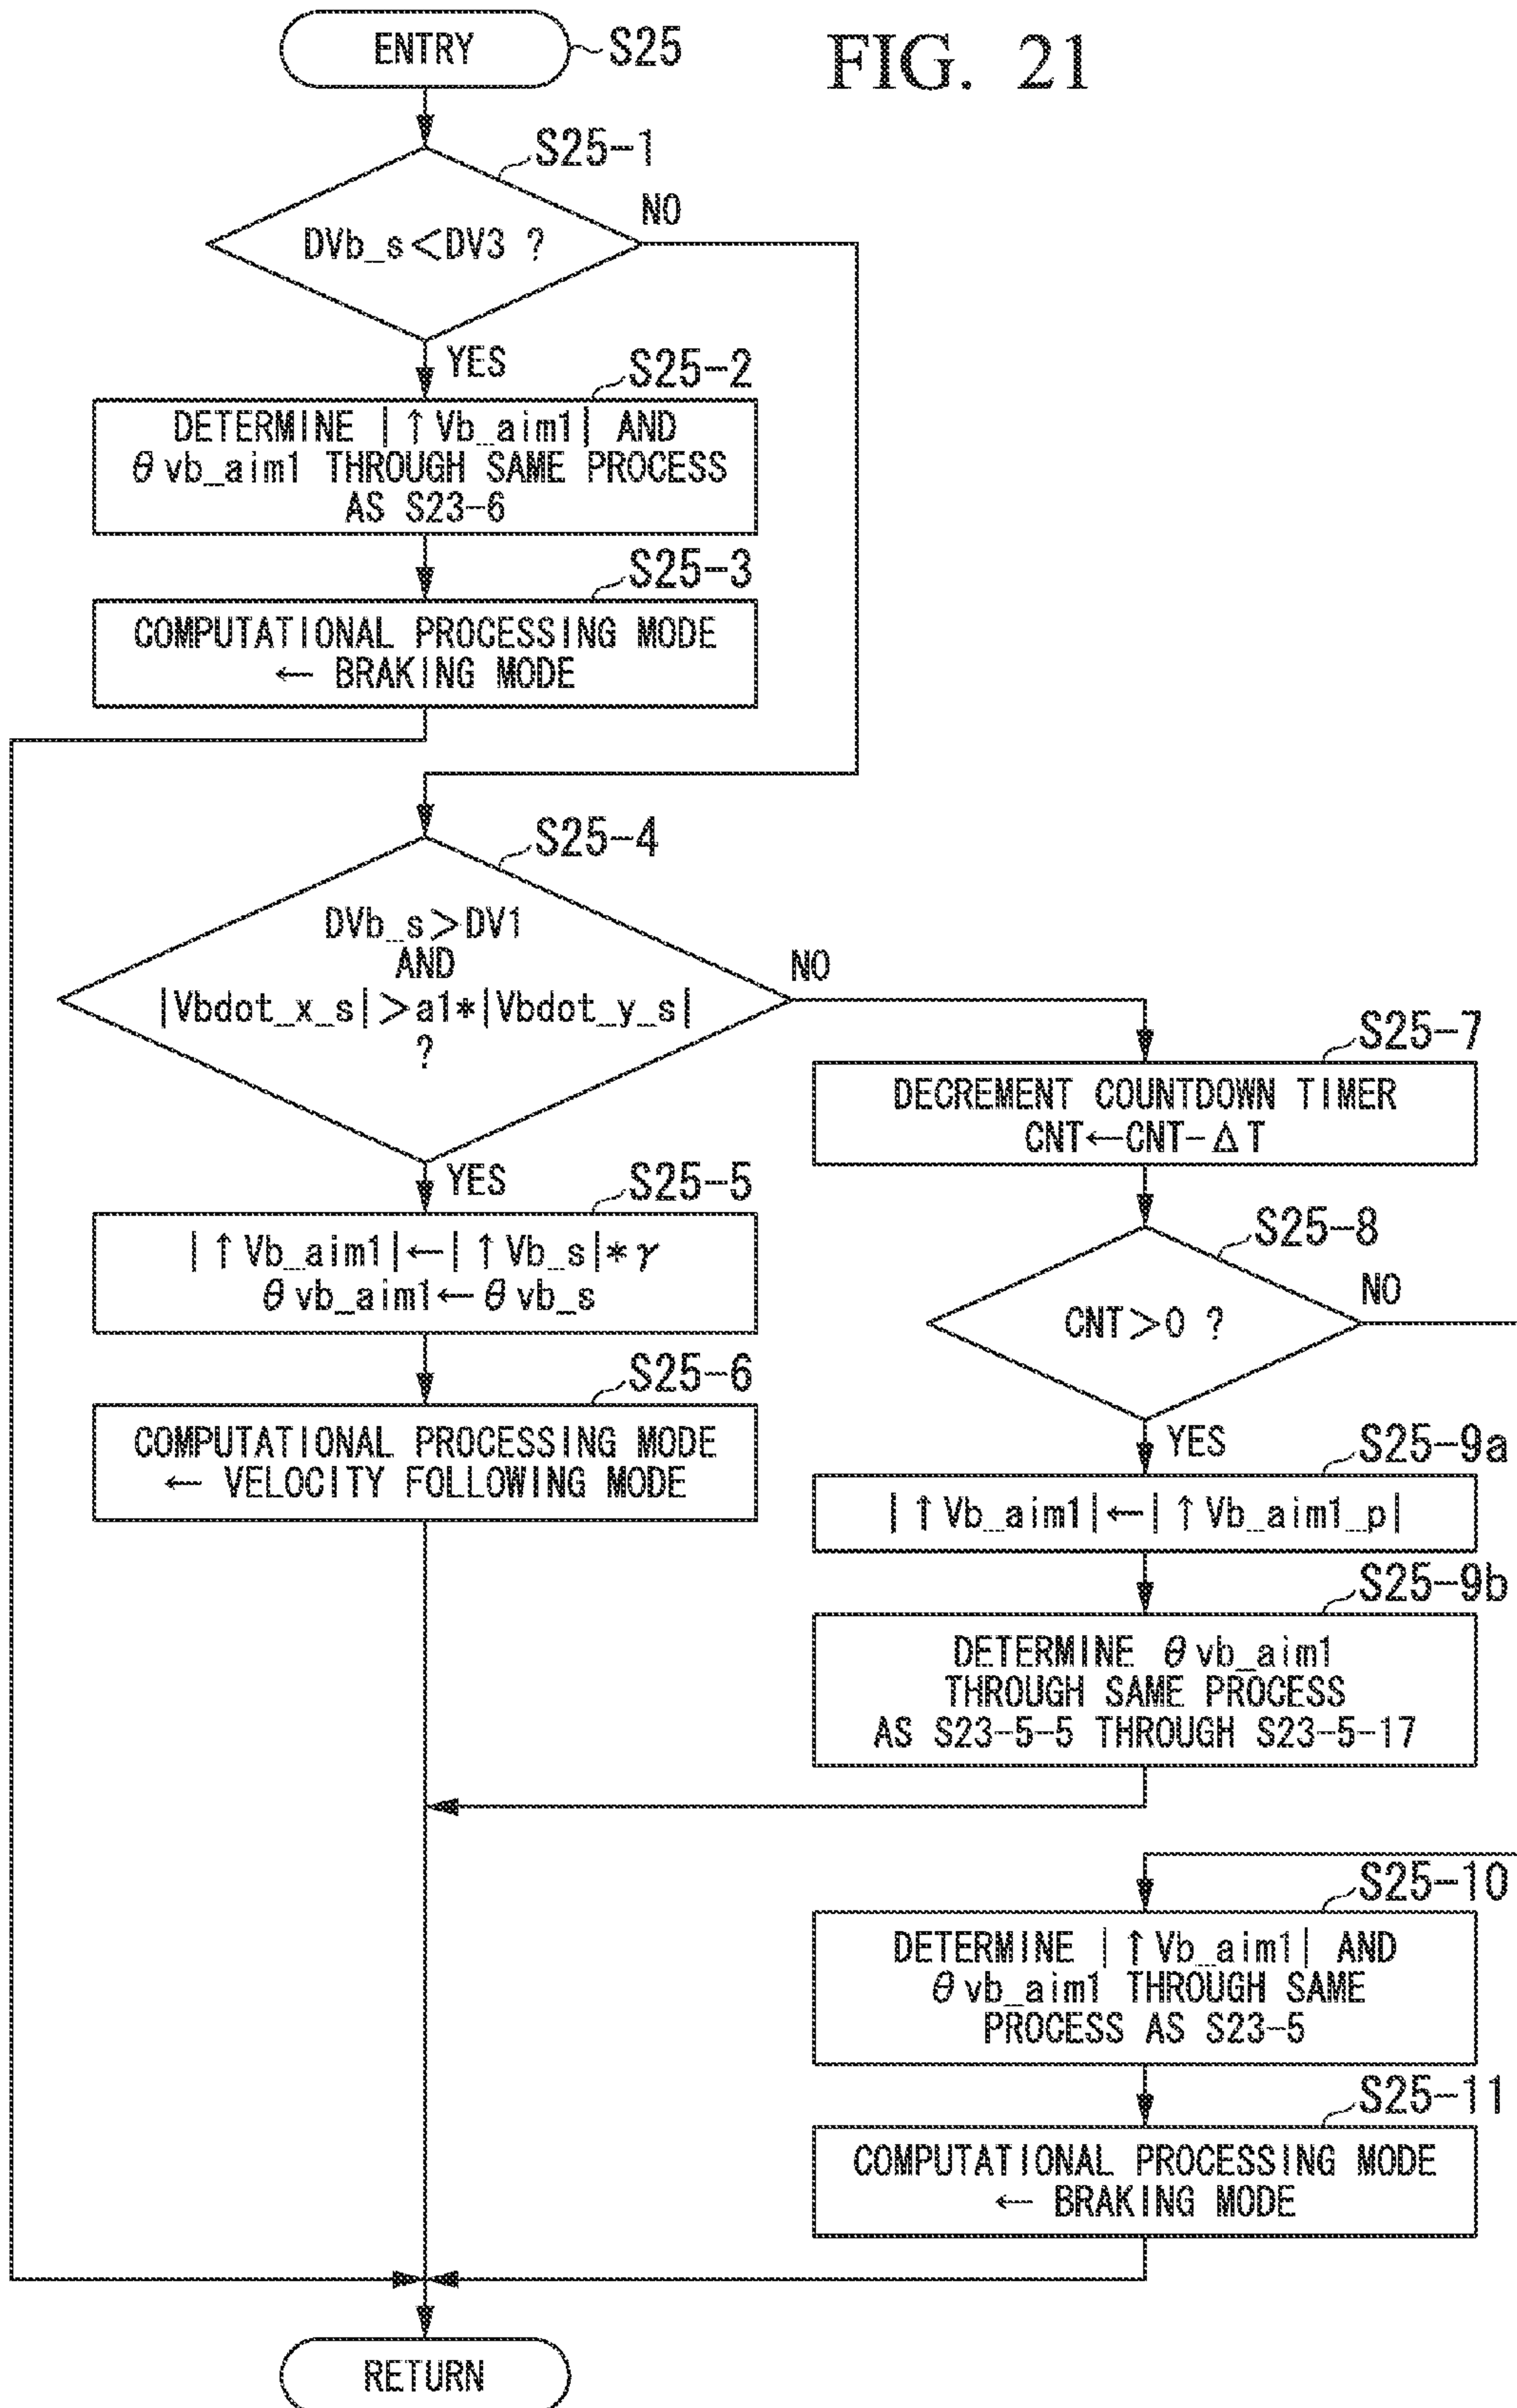 FIG. 21
ENTRY
S25
S25-1
DVb_s<DV3 ?
NO
YES
S25-2
DETERMINE |↑Vb_aim1| AND
θvb_aim1 THROUGH SAME PROCESS
AS S23-6
S25-3
COMPUTATIONAL PROCESSING MODE
← BRAKING MODE
S25-4
DVb_s>DV1
AND
|Vbdot_x_s|>a1*|Vbdot_y_s|
?
NO
YES
S25-5
|↑Vb_aim1|←|↑Vb_s|*γ
θvb_aim1←θvb_s
S25-6
COMPUTATIONAL PROCESSING MODE
← VELOCITY FOLLOWING MODE
S25-7
DECREMENT COUNTDOWN TIMER
CNT←CNT-ΔT
S25-8
CNT>0 ?
NO
YES
S25-9a
|↑Vb_aim1|←|↑Vb_aim1_p|
S25-9b
DETERMINE θvb_aim1
THROUGH SAME PROCESS
AS S23-5-5 THROUGH S23-5-17
S25-10
DETERMINE |↑Vb_aim1| AND
θvb_aim1 THROUGH SAME
PROCESS AS S23-5
S25-11
COMPUTATIONAL PROCESSING MODE
← BRAKING MODE
RETURN